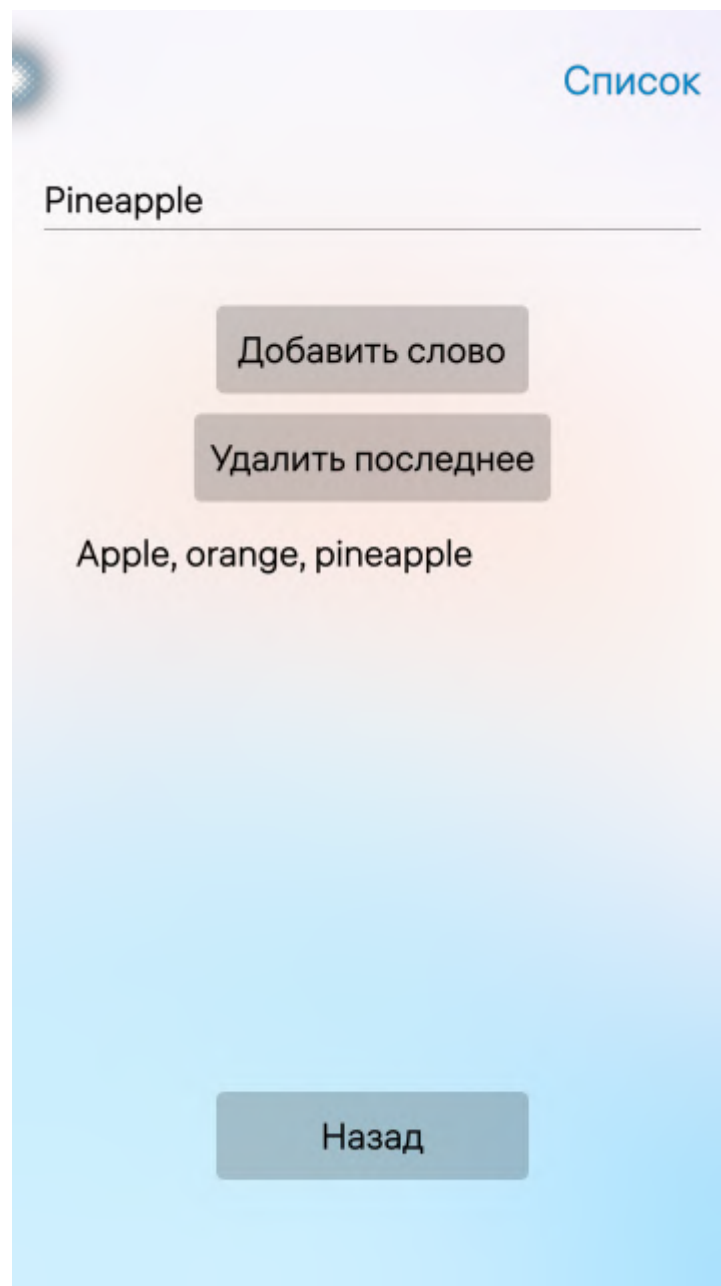 Список
Pineapple
Добавить слово
Удалить последнее
Apple, orange, pineapple
Назад